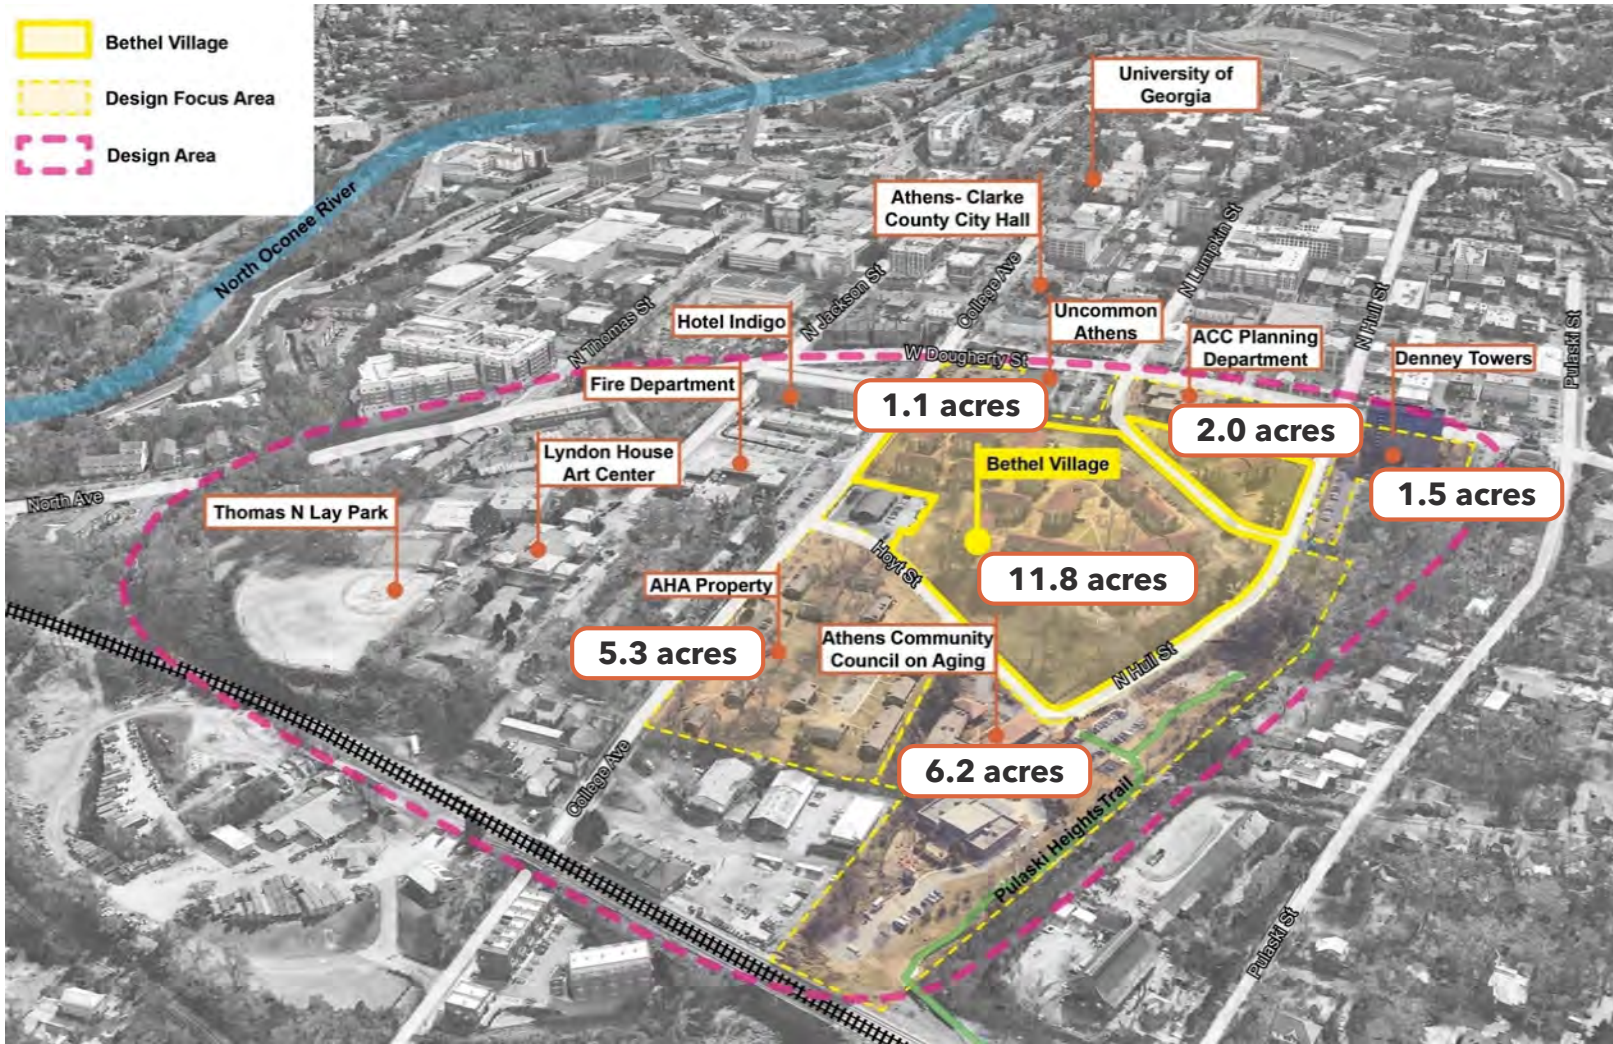 Bethel Village
Design Focus Area
Design Area
University of
Georgia
North Oconee River
Athens- Clarke
County City Hall
N Lumpkin St
College Ave
N Jackson St
N Thomas St
Hotel Indigo
Uncommon
Athens
ACC Planning
Department
N Hull St
Denney Towers
Pulaski St
W Dougherty St
Fire Department
1.1 acres
2.0 acres
Lyndon House
Art Center
Bethel Village
1.5 acres
North Ave
Thomas N Lay Park
Hoyt St
11.8 acres
AHA Property
5.3 acres
Athens Community
Council on Aging
N Hull St
6.2 acres
College Ave
Pulaski HeightsTrail
Pulaski St